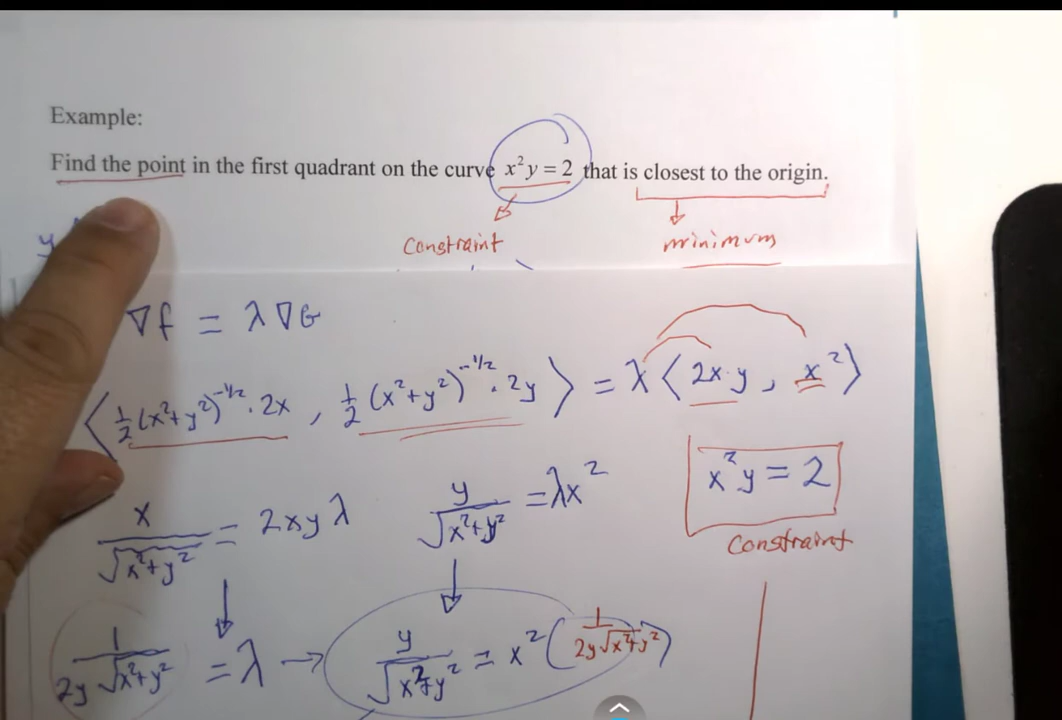 Example:
Find the point in the first quadrant on the curve x²y = 2 that is closest to the origin.
Constraint minimum
y
∇f = λ∇G
⟨½(x²+y²)^(-1/2)·2x , ½(x²+y²)^(-1/2)·2y⟩ = λ⟨2x·y , x²⟩
x/√(x²+y²) = 2xyλ y/√(x²+y²) = λx² x²y = 2
Constraint
1/(2y√(x²+y²)) = λ → y/√(x²+y²) = x²(1/(2y√(x²+y²)))